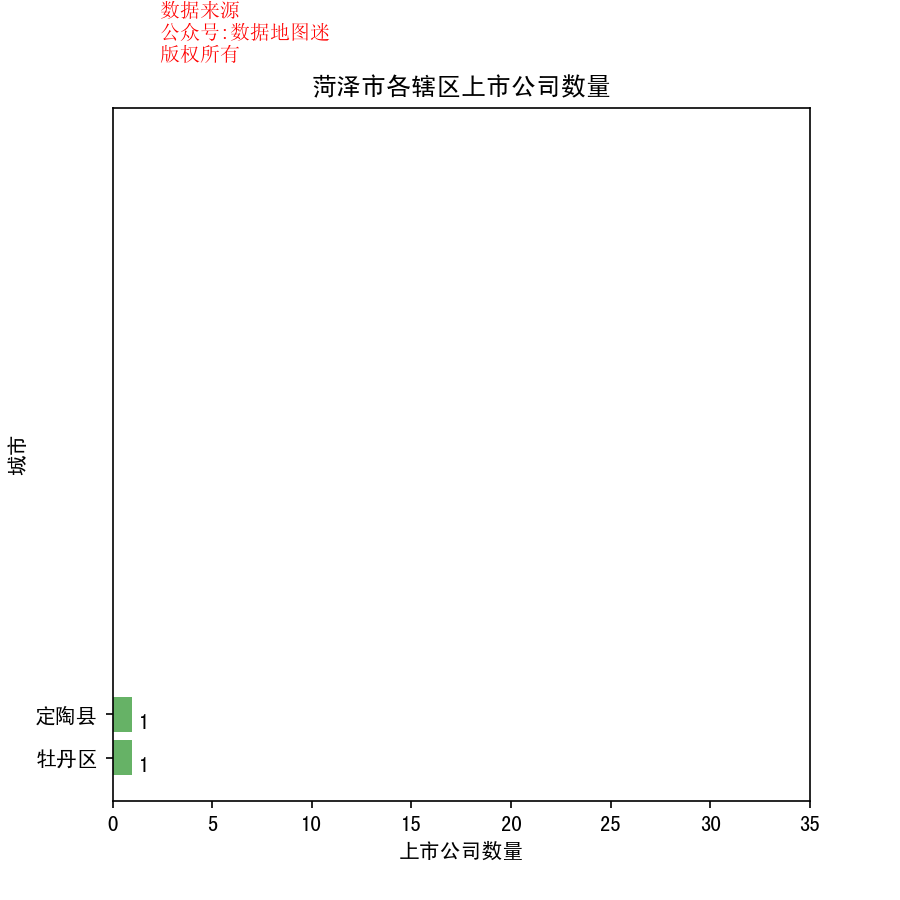 数据来源
公众号:数据地图迷
版权所有
菏泽市各辖区上市公司数量
城市
定陶县 1
牡丹区 1
0 5 10 15 20 25 30 35
上市公司数量